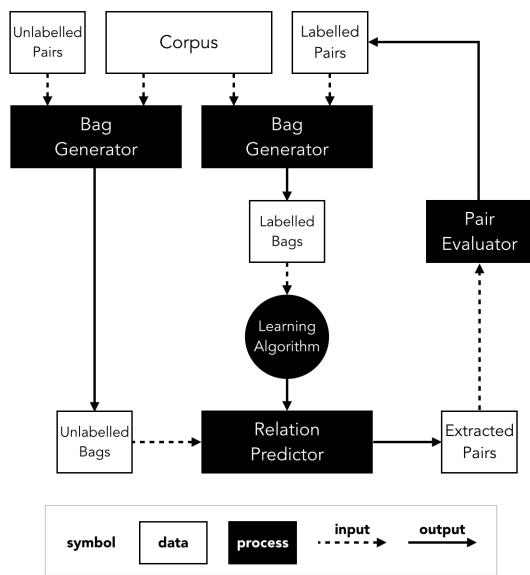 Unlabelled
Pairs
Corpus
Labelled
Pairs
Bag
Generator
Bag
Generator
Labelled
Bags
Pair
Evaluator
Learning
Algorithm
Unlabelled
Bags
Relation
Predictor
Extracted
Pairs
symbol
data
process
input
output